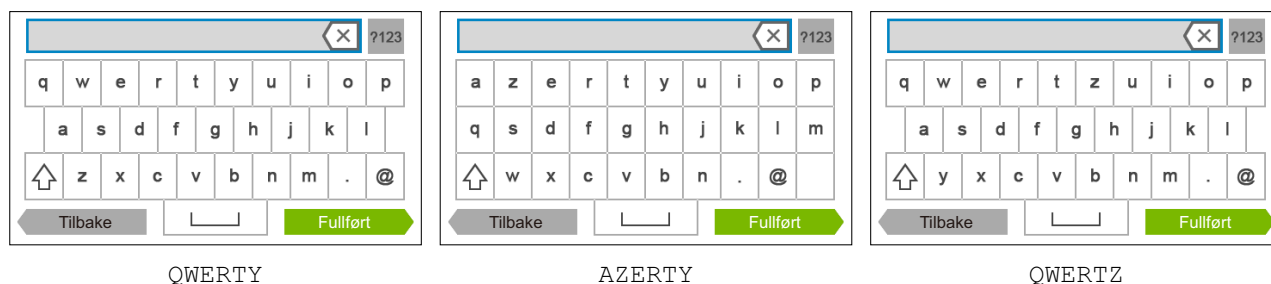 ?123
q w e r t y u i o p
a s d f g h j k l
z x c v b n m . @
Tilbake Fullført
QWERTY
?123
a z e r t y u i o p
q s d f g h j k l m
w x c v b n . @
Tilbake Fullført
AZERTY
?123
q w e r t z u i o p
a s d f g h j k l
y x c v b n m . @
Tilbake Fullført
QWERTZ